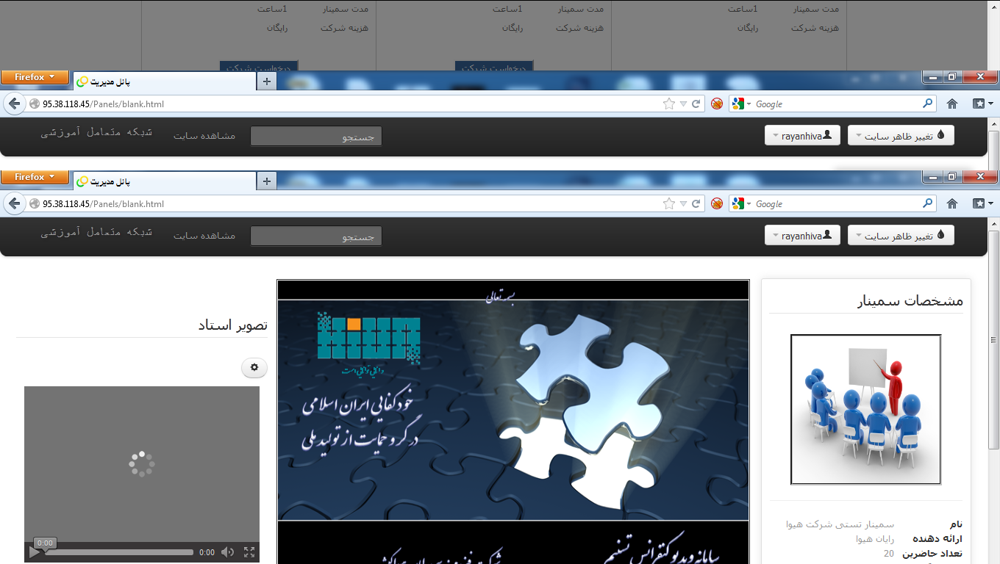 مدت سمینار 1ساعت مدت سمینار 1ساعت مدت سمینار 1ساعت
هزینه شرکت رایگان هزینه شرکت رایگان هزینه شرکت رایگان
درخواست شرکت درخواست شرکت
Firefox پانل مدیریت
95.38.118.45/Panels/blank.html Google
شبکه متعامل آموزشی مشاهده سایت جستجو rayanhiva تغییر ظاهر سایت
Firefox پانل مدیریت
95.38.118.45/Panels/blank.html Google
شبکه متعامل آموزشی مشاهده سایت جستجو rayanhiva تغییر ظاهر سایت
مشخصات سمینار
نام سمینار تستی شرکت هیوا
ارائه دهنده رایان هیوا
تعداد حاضرین 20
بسمه تعالی
دانایی توانایی است
خودکفایی ایران اسلامی
در گرو حمایت از تولید ملی
سامانه ویدیو کنفرانس تسنیم
تصویر استاد
0:00
0:00